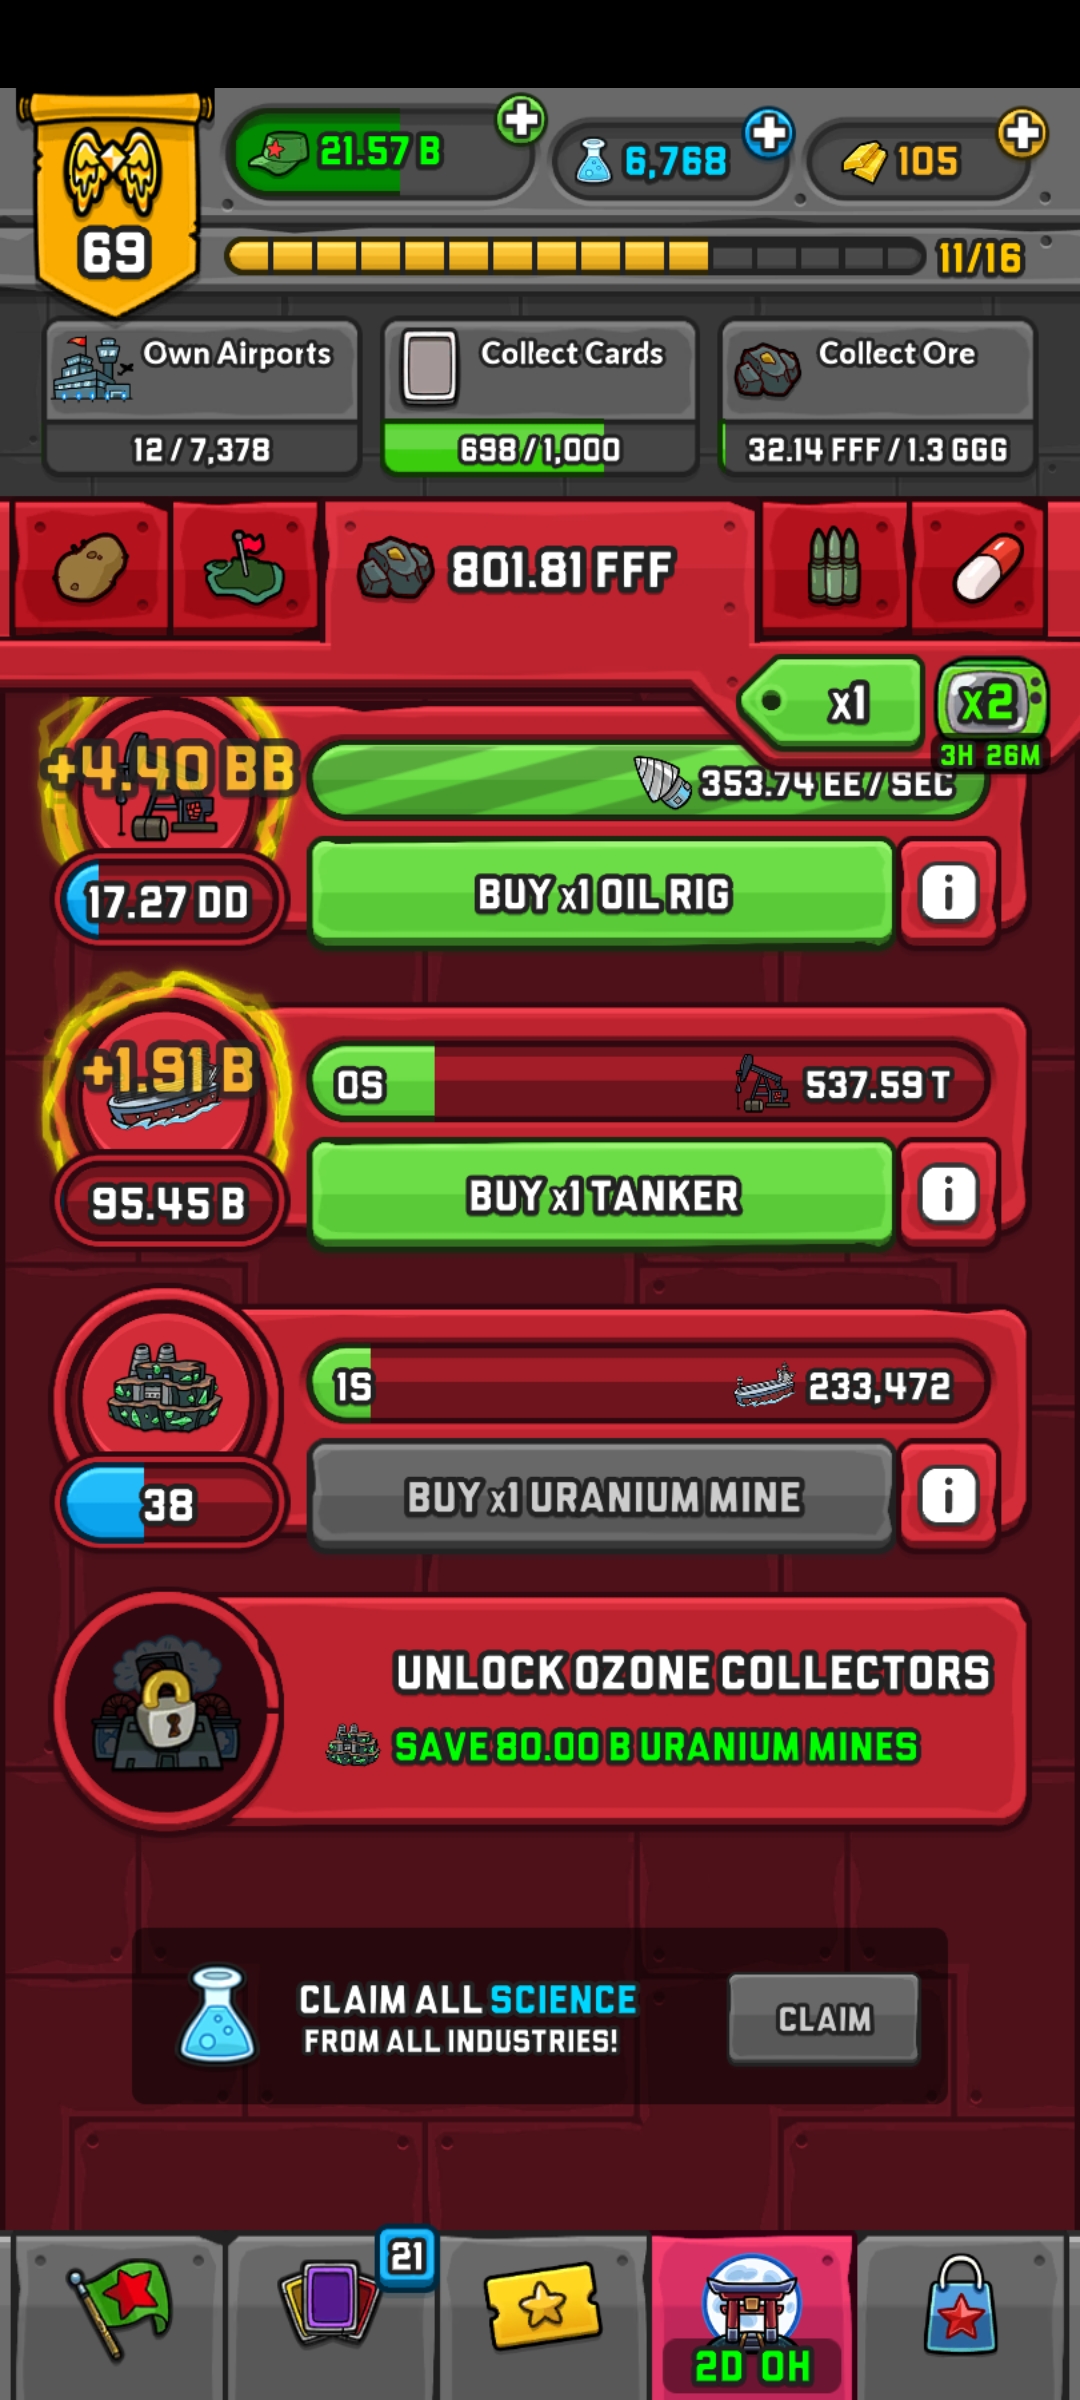 21.57 B
6,768
105
69
11/16
Own Airports
12 / 7,378
Collect Cards
698 / 1,000
Collect Ore
32.14 FFF / 1.3 GGG
801.81 FFF
x1
x2
3H 26M
+4.40 BB
353.74 EE / SEC
17.27 DD
BUY x1 OIL RIG
i
+1.91 B
0S
537.59 T
95.45 B
BUY x1 TANKER
i
1S
233,472
38
BUY x1 URANIUM MINE
i
UNLOCK OZONE COLLECTORS
SAVE 80.00 B URANIUM MINES
CLAIM ALL SCIENCE
FROM ALL INDUSTRIES!
CLAIM
21
2D 0H